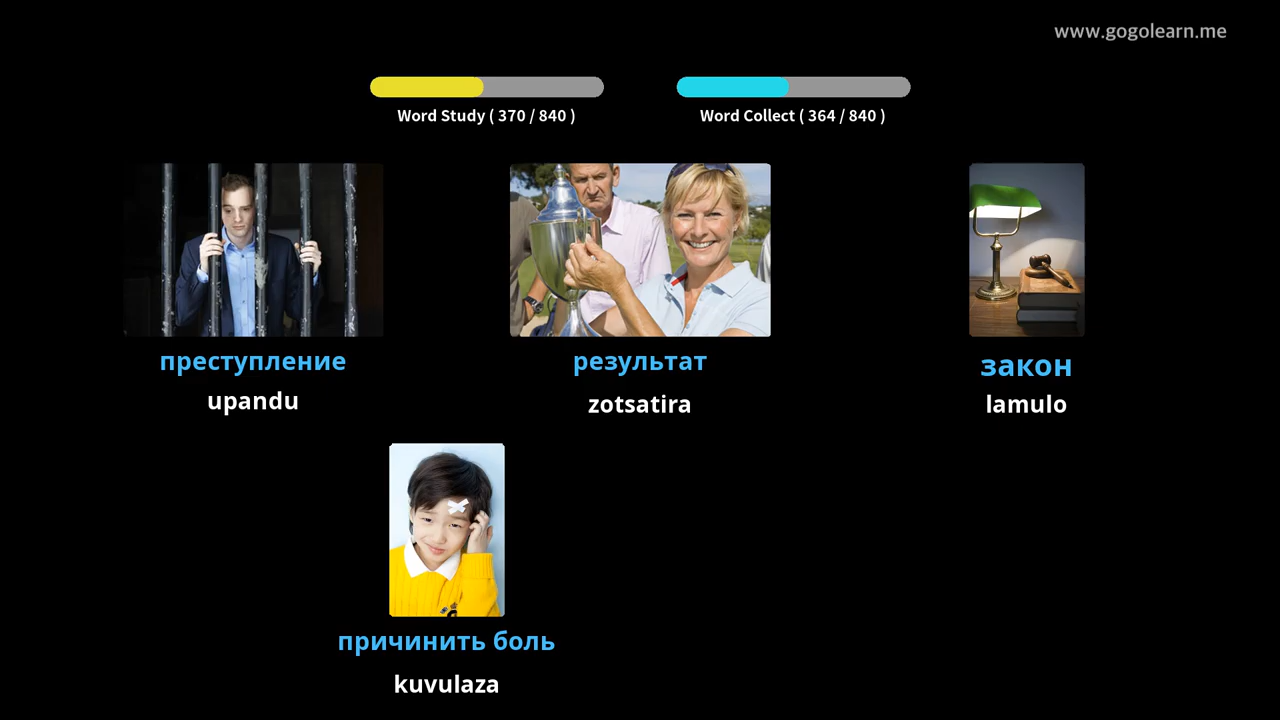 www.gogolearn.me
Word Study ( 370 / 840 )
Word Collect ( 364 / 840 )
преступление
upandu
результат
zotsatira
закон
lamulo
причинить боль
kuvulaza